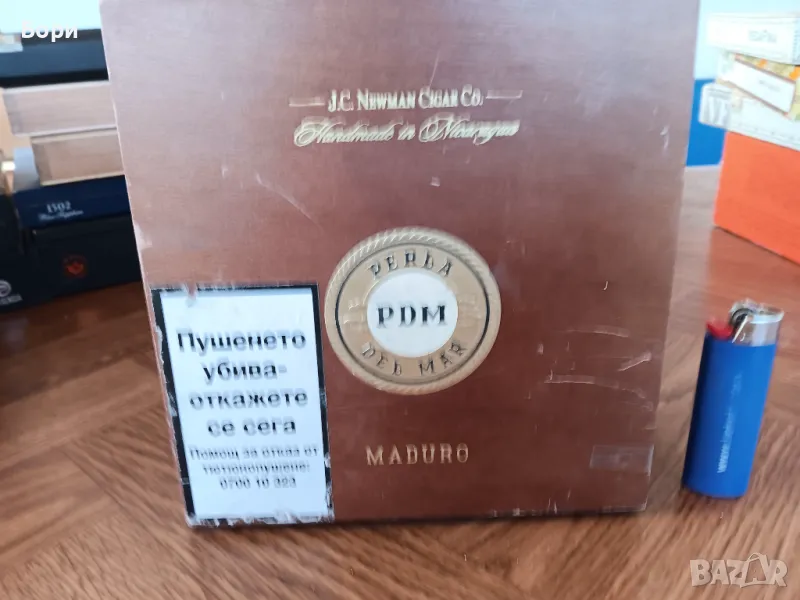 Бори
J.C. NEWMAN CIGAR CO.
Handmade in Nicaragua
PERLA
PDM
DEL MAR
MADURO
Пушенето
убива-
откажете
се сега
Помощ за отказ от
тютюнопушене:
0700 10 323
1502
BAZAR